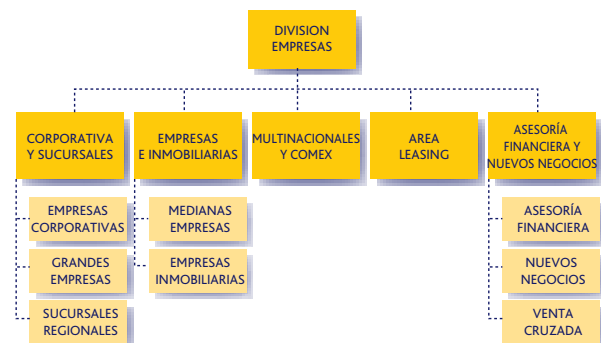 DIVISION
EMPRESAS
CORPORATIVA
Y SUCURSALES
EMPRESAS
E INMOBILIARIAS
MULTINACIONALES
Y COMEX
AREA
LEASING
ASESORÍA
FINANCIERA Y
NUEVOS NEGOCIOS
EMPRESAS
CORPORATIVAS
GRANDES
EMPRESAS
SUCURSALES
REGIONALES
MEDIANAS
EMPRESAS
EMPRESAS
INMOBILIARIAS
ASESORÍA
FINANCIERA
NUEVOS
NEGOCIOS
VENTA
CRUZADA